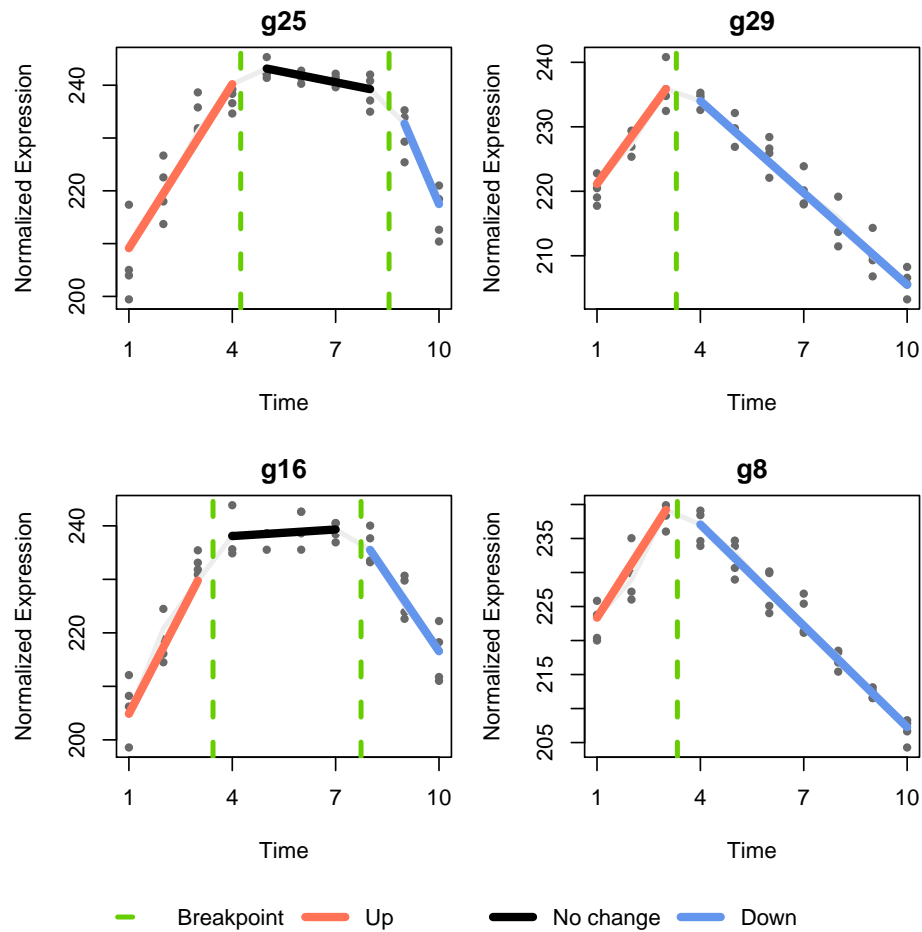 g25
g29
Normalized Expression
200
220
240
1
4
7
10
Time
Normalized Expression
210
220
230
240
1
4
7
10
Time
g16
g8
Normalized Expression
200
220
240
1
4
7
10
Time
Normalized Expression
205
215
225
235
1
4
7
10
Time
Breakpoint Up No change Down